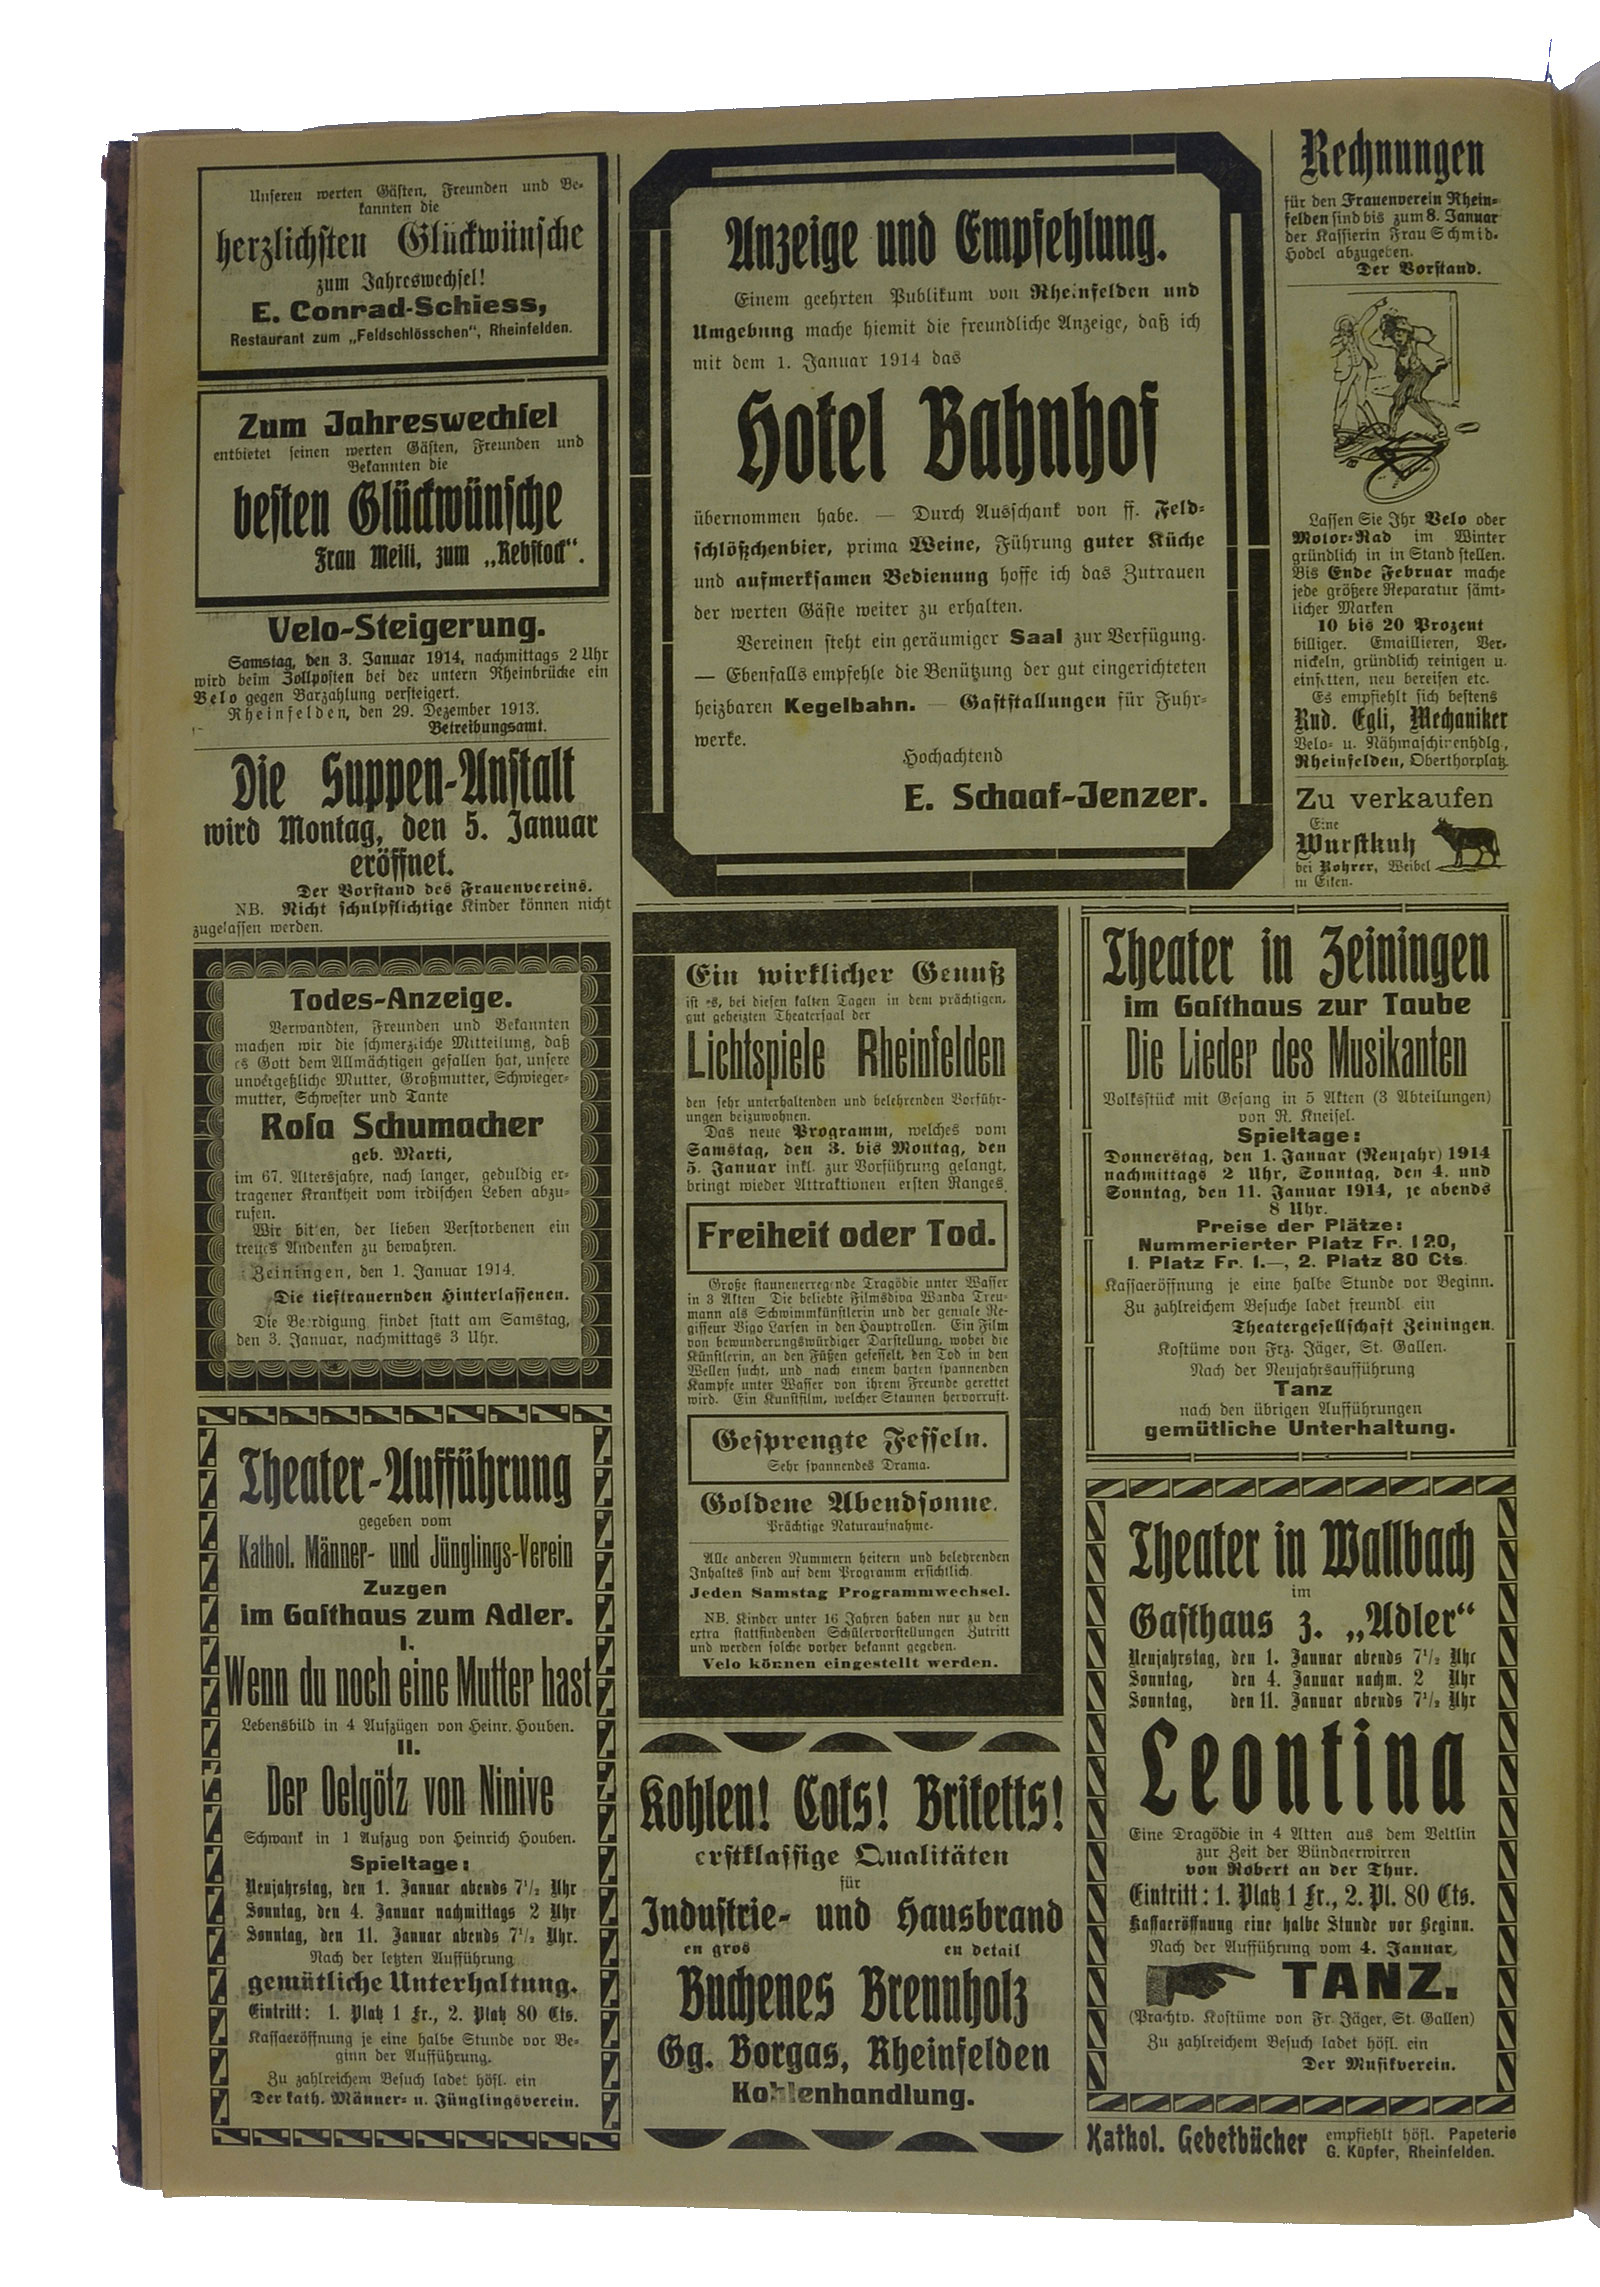 Unseren werten Gästen, Freunden und Be-
kannten die
herzlichsten Glückwünsche
zum Jahreswechsel!
E. Conrad-Schiess,
Restaurant zum „Feldschlösschen“, Rheinfelden.
Zum Jahreswechsel
entbietet seinen werten Gästen, Freunden und
Bekannten die
besten Glückwünsche
Frau Meili, zum „Rebstock“.
Velo-Steigerung.
Samstag, den 3. Januar 1914, nachmittags 2 Uhr
wird beim Zollposten bei der untern Rheinbrücke ein
Velo gegen Barzahlung versteigert.
Rheinfelden, den 29. Dezember 1913.
Betreibungsamt.
Die Suppen-Anstalt
wird Montag, den 5. Januar
eröffnet.
Der Vorstand des Frauenvereins.
NB. Nicht schulpflichtige Kinder können nicht
zugelassen werden.
Todes-Anzeige.
Verwandten, Freunden und Bekannten
machen wir die schmerzliche Mitteilung, daß
es Gott dem Allmächtigen gefallen hat, unsere
unvergeßliche Mutter, Großmutter, Schwieger-
mutter, Schwester und Tante
Rosa Schumacher
geb. Marti,
im 67. Altersjahre, nach langer, geduldig er-
tragener Krankheit vom irdischen Leben abzu-
rufen.
Wir bitten, der lieben Verstorbenen ein
treues Andenken zu bewahren.
Zeiningen, den 1. Januar 1914.
Die tieftrauernden Hinterlassenen.
Die Beerdigung findet statt am Samstag,
den 3. Januar, nachmittags 3 Uhr.
Theater-Aufführung
gegeben vom
Kathol. Männer- und Jünglings-Verein
Zuzgen
im Gasthaus zum Adler.
I.
Wenn du noch eine Mutter hast
Lebensbild in 4 Aufzügen von Heinr. Houben.
II.
Der Oelgötz von Ninive
Schwank in 1 Aufzug von Heinrich Houben.
Spieltage:
Neujahrstag, den 1. Januar abends 7½ Uhr
Sonntag, den 4. Januar nachmittags 2 Uhr
Sonntag, den 11. Januar abends 7½ Uhr.
Nach der letzten Aufführung
gemütliche Unterhaltung.
Eintritt: 1. Platz 1 Fr., 2. Platz 80 Cts.
Kassaeröffnung je eine halbe Stunde vor Be-
ginn der Aufführung.
Zu zahlreichem Besuch ladet höfl. ein
Der kath. Männer- u. Jünglingsverein.
Anzeige und Empfehlung.
Einem geehrten Publikum von Rheinfelden und
Umgebung mache hiemit die freundliche Anzeige, daß ich
mit dem 1. Januar 1914 das
Hotel Bahnhof
übernommen habe. — Durch Ausschank von ff. Feld-
schlößchenbier, prima Weine, Führung guter Küche
und aufmerksamen Bedienung hoffe ich das Zutrauen
der werten Gäste weiter zu erhalten.
Vereinen steht ein geräumiger Saal zur Verfügung.
— Ebenfalls empfehle die Benützung der gut eingerichteten
heizbaren Kegelbahn. — Gaststallungen für Fuhr-
werke.
Hochachtend
E. Schaaf-Jenzer.
Ein wirklicher Genuß
ist es, bei diesen kalten Tagen in dem prächtigen,
gut geheizten Theatersaal der
Lichtspiele Rheinfelden
den sehr unterhaltenden und belehrenden Vorführ-
ungen beizuwohnen.
Das neue Programm, welches vom
Samstag, den 3. bis Montag, den
5. Januar inkl. zur Vorführung gelangt,
bringt wieder Attraktionen ersten Ranges.
Freiheit oder Tod.
Große staunenerregende Tragödie unter Wasser
in 3 Akten Die beliebte Filmsdiva Wanda Treu-
mann als Schwimmkünstlerin und der geniale Re-
gisseur Vigo Larsen in den Hauptrollen. Ein Film
von bewunderungswürdiger Darstellung, wobei die
Künstlerin, an den Füßen gefesselt, den Tod in den
Wellen sucht, und nach einem harten spannenden
Kampfe unter Wasser von ihrem Freunde gerettet
wird. Ein Kunstfilm, welcher Staunen hervorruft.
Gesprengte Fesseln.
Sehr spannendes Drama.
Goldene Abendsonne.
Prächtige Naturaufnahme.
Alle anderen Nummern heitern und belehrenden
Inhaltes sind auf dem Programm ersichtlich.
Jeden Samstag Programmwechsel.
NB. Kinder unter 16 Jahren haben nur zu den
extra stattfindenden Schülervorstellungen Zutritt
und werden solche vorher bekannt gegeben.
Velo können eingestellt werden.
Kohlen! Coks! Briketts!
erstklassige Qualitäten
für
Industrie- und Hausbrand
en gros en detail
Buchenes Brennholz
Gg. Borgas, Rheinfelden
Kohlenhandlung.
Rechnungen
für den Frauenverein Rhein-
felden sind bis zum 8. Januar
der Kassierin Frau Schmid-
Hodel abzugeben.
Der Vorstand.
Lassen Sie Ihr Velo oder
Motor-Rad im Winter
gründlich in in Stand stellen.
Bis Ende Februar mache
jede größere Reparatur sämt-
licher Marken
10 bis 20 Prozent
billiger. Emaillieren, Ver-
nickeln, gründlich reinigen u.
einfetten, neu bereifen etc.
Es empfiehlt sich bestens
Rud. Egli, Mechaniker
Velo- u. Nähmaschinenhdlg.,
Rheinfelden, Oberthorplatz.
Zu verkaufen
Eine
Wurstkuh
bei Rohrer, Weibel
in Eiken.
Theater in Zeiningen
im Gasthaus zur Taube
Die Lieder des Musikanten
Volksstück mit Gesang in 5 Akten (3 Abteilungen)
von R. Kneisel.
Spieltage:
Donnerstag, den 1. Januar (Neujahr) 1914
nachmittags 2 Uhr, Sonntag, den 4. und
Sonntag, den 11. Januar 1914, je abends
8 Uhr.
Preise der Plätze:
Nummerierter Platz Fr. 1 20,
1. Platz Fr. 1.—, 2. Platz 80 Cts.
Kassaeröffnung je eine halbe Stunde vor Beginn.
Zu zahlreichem Besuche ladet freundl ein
Theatergesellschaft Zeiningen.
Kostüme von Frz. Jäger, St. Gallen.
Nach der Neujahrsaufführung
Tanz
nach den übrigen Aufführungen
gemütliche Unterhaltung.
Theater in Wallbach
im
Gasthaus z. „Adler“
Neujahrstag, den 1. Januar abends 7½ Uhr
Sonntag, den 4. Januar nachm. 2 Uhr
Sonntag, den 11. Januar abends 7½ Uhr
Leontina
Eine Dragödie in 4 Akten aus dem Veltlin
zur Zeit der Bündnerwirren
von Robert an der Thur.
Eintritt: 1. Platz 1 Fr., 2. Pl. 80 Cts.
Kassaeröffnung eine halbe Stunde vor Beginn.
Nach der Aufführung vom 4. Januar,
TANZ.
(Prachtv. Kostüme von Fr. Jäger, St. Gallen)
Zu zahlreichem Besuch ladet höfl. ein
Der Musikverein.
Kathol. Gebetbücher empfiehlt höfl. Papeterie
G. Küpfer, Rheinfelden.